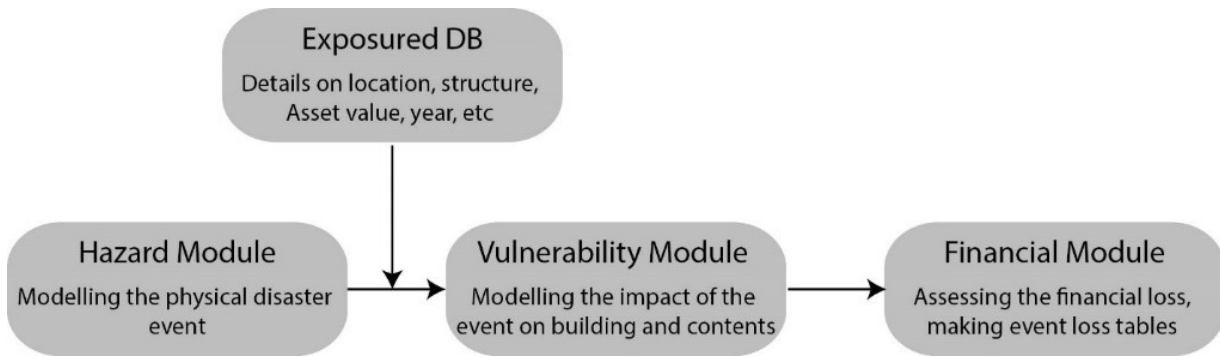 Exposured DB
Details on location, structure,
Asset value, year, etc
Hazard Module
Modelling the physical disaster
event
Vulnerability Module
Modelling the impact of the
event on building and contents
Financial Module
Assessing the financial loss,
making event loss tables